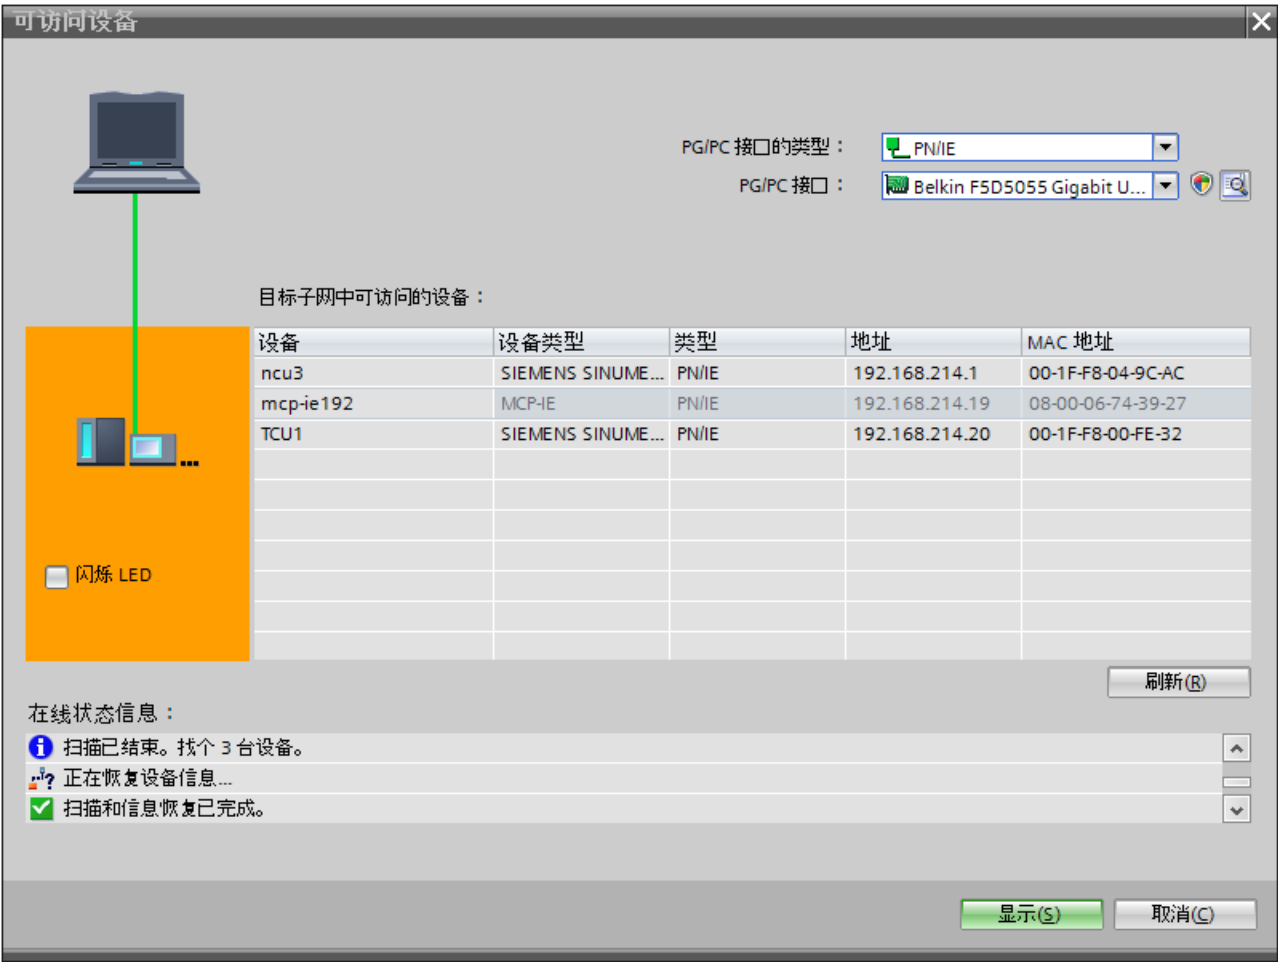 可访问设备
PG/PC 接口的类型：
PN/IE
PG/PC 接口：
Belkin F5D5055 Gigabit U...
目标子网中可访问的设备：
设备 设备类型 类型 地址 MAC 地址
ncu3 SIEMENS SINUME... PN/IE 192.168.214.1 00-1F-F8-04-9C-AC
mcp-ie192 MCP-IE PN/IE 192.168.214.19 08-00-06-74-39-27
TCU1 SIEMENS SINUME... PN/IE 192.168.214.20 00-1F-F8-00-FE-32
闪烁 LED
刷新(R)
在线状态信息：
扫描已结束。找个 3 台设备。
正在恢复设备信息...
扫描和信息恢复已完成。
显示(S)
取消(C)